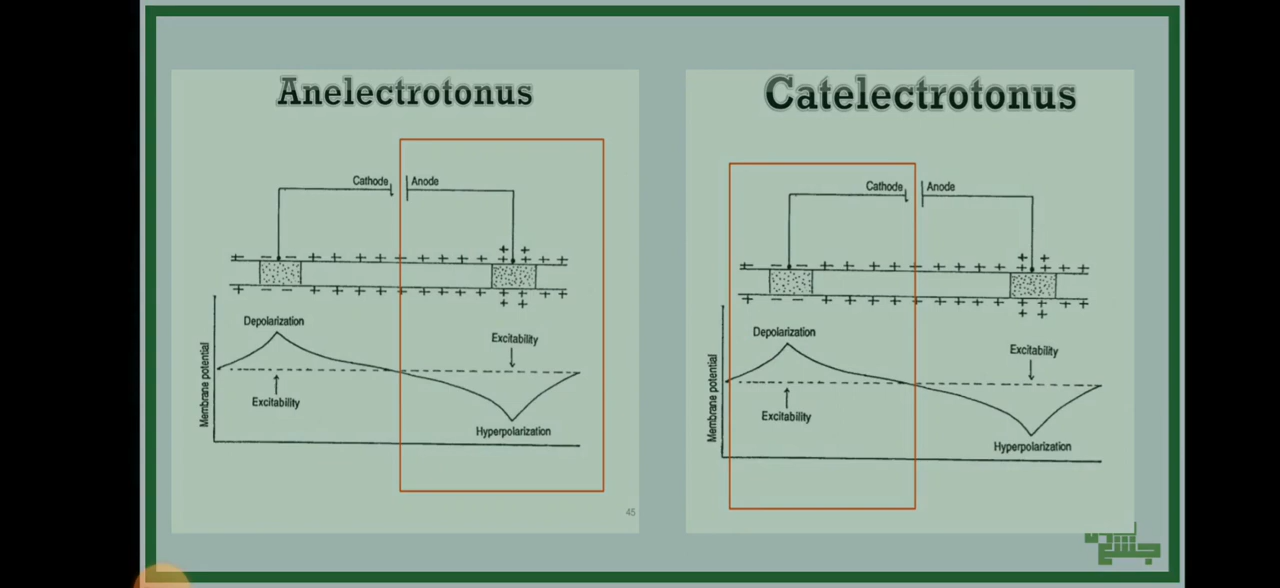 Anelectrotonus
Cathode
Anode
Depolarization
Excitability
Excitability
Hyperpolarization
Membrane potential
45
Catelectrotonus
Cathode
Anode
Depolarization
Excitability
Excitability
Hyperpolarization
Membrane potential